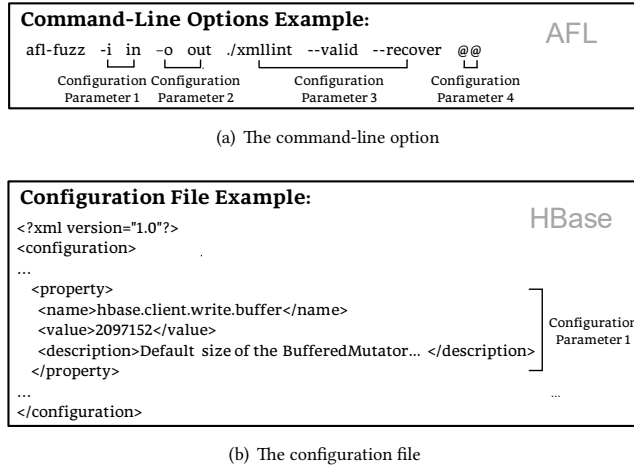 Command-Line Options Example:
AFL
afl-fuzz -i in -o out ./xmllint --valid --recover @@
Configuration Configuration Configuration Configuration
Parameter 1 Parameter 2 Parameter 3 Parameter 4
(a) The command-line option
Configuration File Example:
HBase
<?xml version="1.0"?>
<configuration>
...
<property>
<name>hbase.client.write.buffer</name>
<value>2097152</value>
<description>Default size of the BufferedMutator... </description>
</property>
Configuration
Parameter 1
... ...
</configuration>
(b) The configuration file